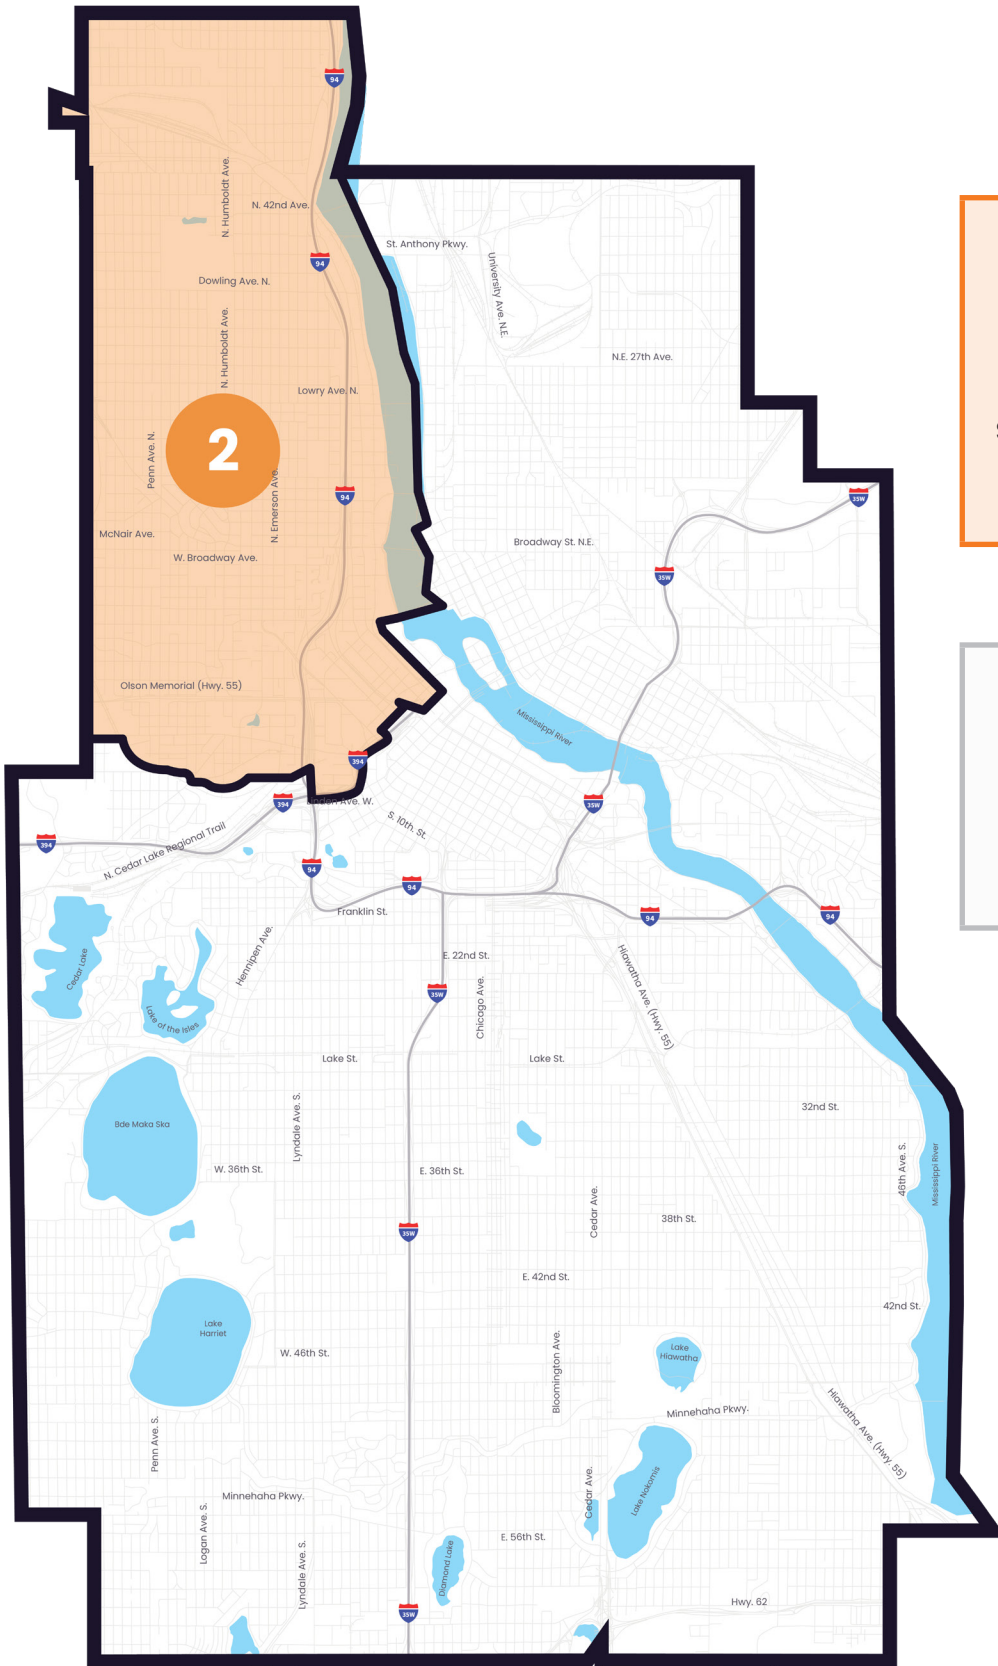 94
N. Humboldt Ave.
N. 42nd Ave.
St. Anthony Pkwy.
94
University Ave. N.E.
Dowling Ave. N.
N. Humboldt Ave.
N.E. 27th Ave.
Lowry Ave. N.
2
Penn Ave. N.
N. Emerson Ave.
94
35W
McNair Ave.
Broadway St. N.E.
W. Broadway Ave.
35W
Olson Memorial (Hwy. 55)
Mississippi River
394
Linden Ave. W.
394
35W
S. 10th. St.
394
N. Cedar Lake Regional Trail
94
94
Franklin St.
94
94
Hennipen Ave.
E. 22nd St.
Cedar Lake
35W
Hiawatha Ave. (Hwy. 55)
Chicago Ave.
Lake of the Isles
Lake St.
Lake St.
32nd St.
Bde Maka Ska
Lyndale Ave. S.
W. 36th St.
E. 36th St.
46th Ave. S.
Mississippi River
Cedar Ave.
38th St.
35W
E. 42nd St.
42nd St.
Lake
Harriet
W. 46th St.
Lake
Hiawatha
Bloomington Ave.
Minnehaha Pkwy.
Hiawatha Ave. (Hwy. 55)
Penn Ave. S.
Minnehaha Pkwy.
Cedar Ave.
Lake Nokomis
Logan Ave. S.
E. 56th St.
Lyndale Ave. S.
Diamond Lake
35W
Hwy. 62